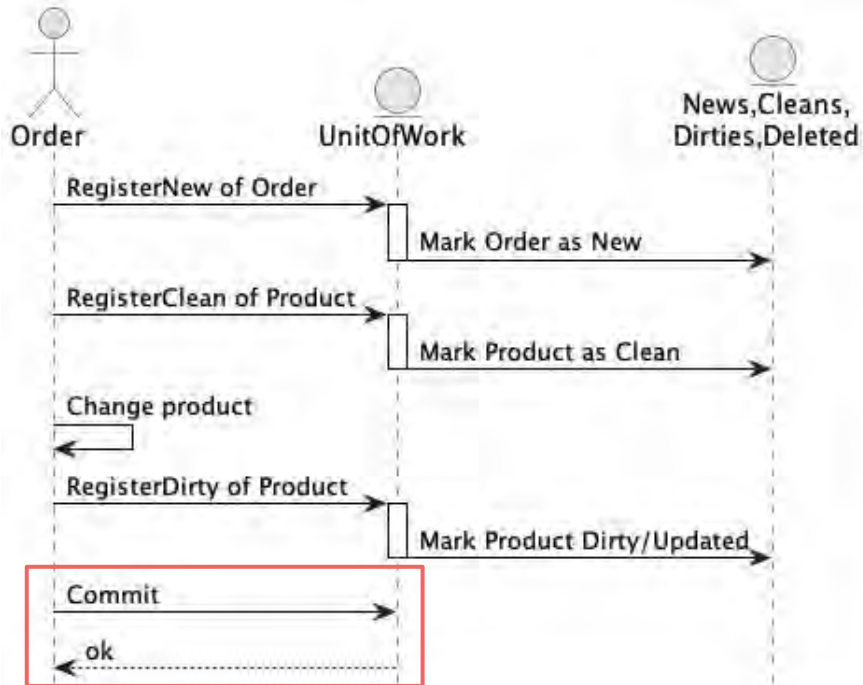 News,Cleans,
Order
UnitOfWork
Dirties,Deleted
RegisterNew of Order
Mark Order as New
RegisterClean of Product
Mark Product as Clean
Change product
RegisterDirty of Product
Mark Product Dirty/Updated
Commit
ok